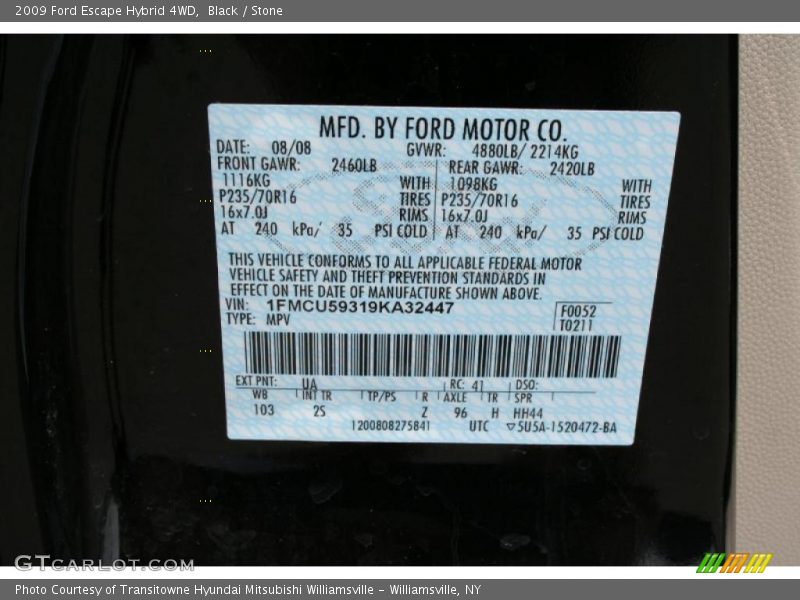 2009 Ford Escape Hybrid 4WD,  Black / Stone
MFD. BY FORD MOTOR CO.
DATE: 08/08 GVWR: 4880LB/ 2214KG
FRONT GAWR: 2460LB REAR GAWR: 2420LB
1116KG WITH 1098KG WITH
P235/70R16 TIRES P235/70R16 TIRES
16x7.0J RIMS 16x7.0J RIMS
AT 240 kPa/ 35 PSI COLD AT 240 kPa/ 35 PSI COLD
THIS VEHICLE CONFORMS TO ALL APPLICABLE FEDERAL MOTOR
VEHICLE SAFETY AND THEFT PREVENTION STANDARDS IN
EFFECT ON THE DATE OF MANUFACTURE SHOWN ABOVE.
VIN: 1FMCU59319KA32447 F0052
TYPE: MPV T0211
EXT PNT: UA RC: 41 DSO:
WB INT TR TP/PS R AXLE TR SPR
103 2S Z 96 H HH44
1200808275841 UTC ▽5U5A-1520472-BA
GTCARLOT.COM
Photo Courtesy of Transitowne Hyundai Mitsubishi Williamsville - Williamsville, NY